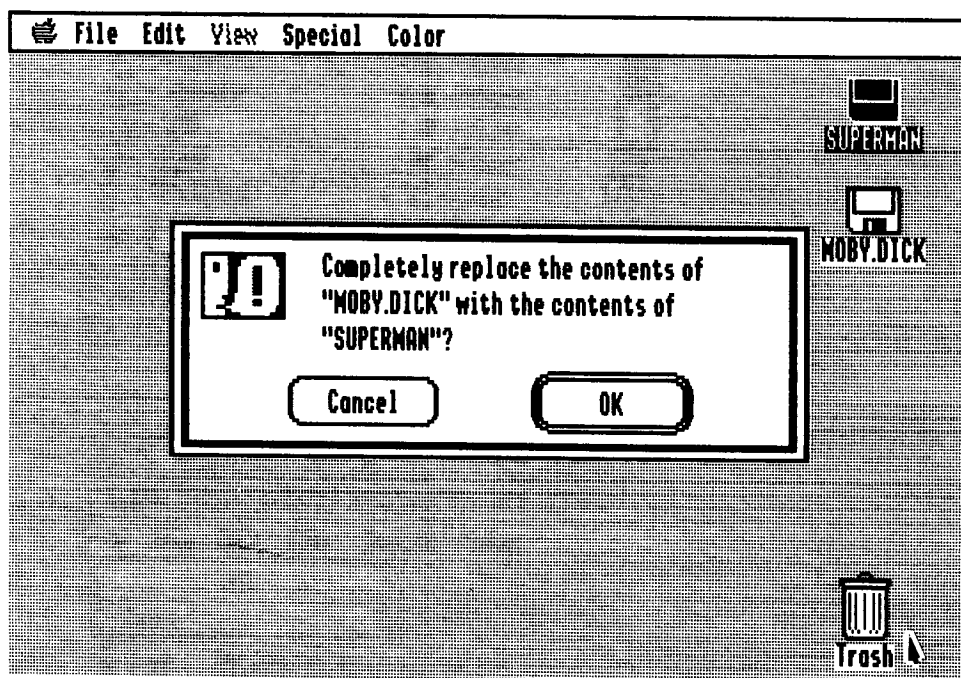 File Edit View Special Color
SUPERMAN
MOBY.DICK
Completely replace the contents of
"MOBY.DICK" with the contents of
"SUPERMAN"?
Cancel OK
Trash